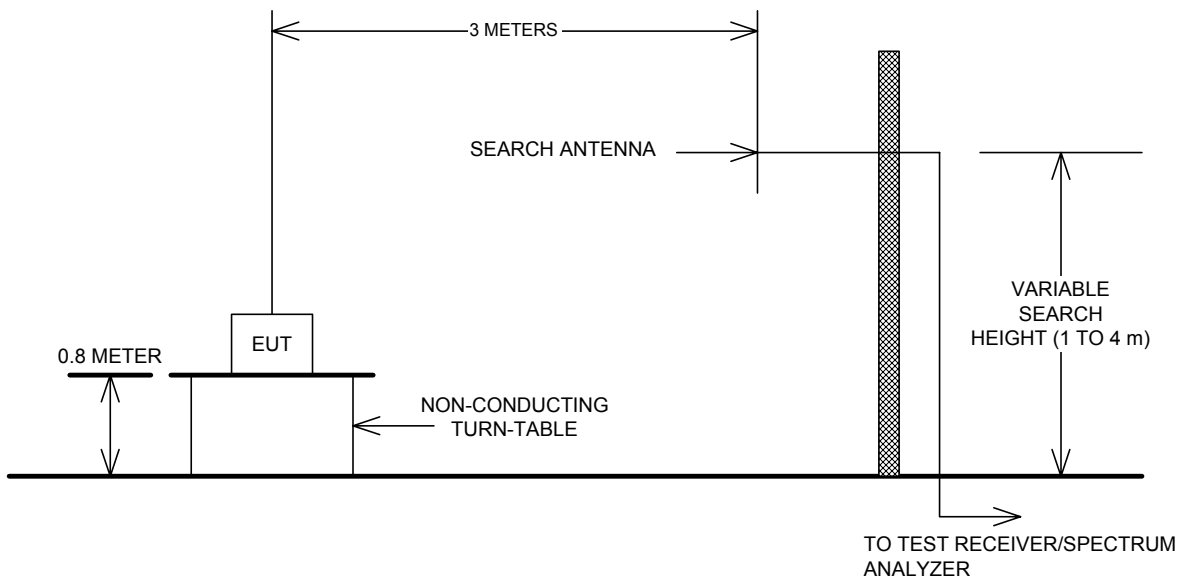 3 METERS
SEARCH ANTENNA
VARIABLE
SEARCH
HEIGHT (1 TO 4 m)
EUT
0.8 METER
NON-CONDUCTING
TURN-TABLE
TO TEST RECEIVER/SPECTRUM
ANALYZER